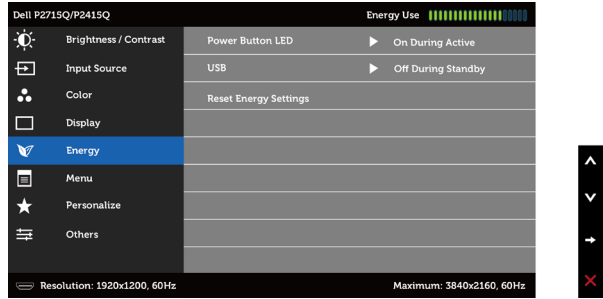 Dell P2715Q/P2415Q Energy Use
Brightness / Contrast Power Button LED On During Active
Input Source USB Off During Standby
Color Reset Energy Settings
Display
Energy
Menu
Personalize
Others
Resolution: 1920x1200, 60Hz Maximum: 3840x2160, 60Hz